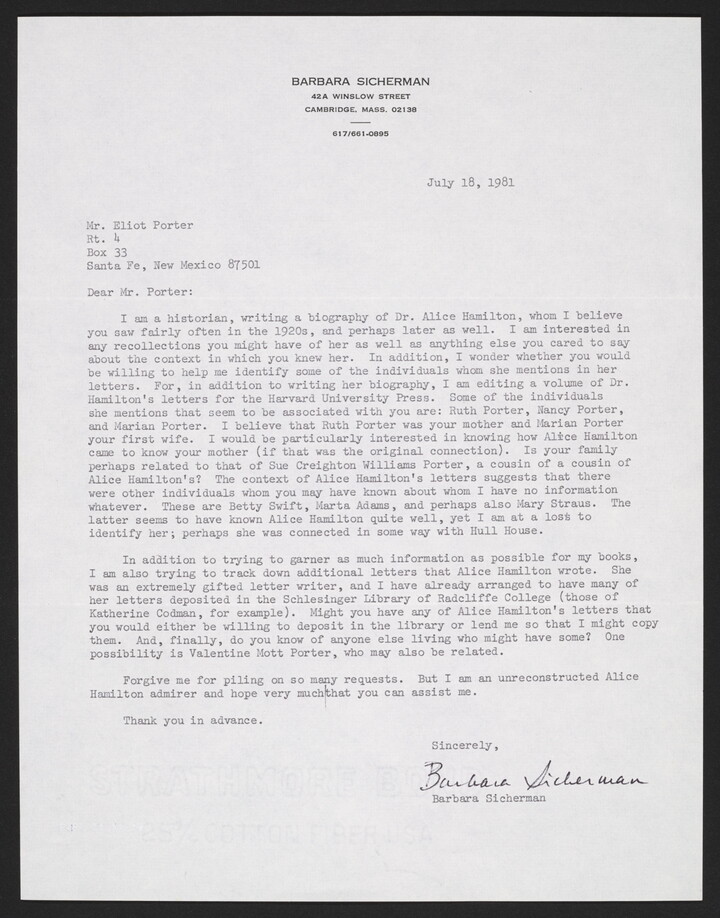 BARBARA SICHERMAN
42A WINSLOW STREET
CAMBRIDGE, MASS. 02138
617/661-0895
July 18, 1981
Mr. Eliot Porter
Rt. 4
Box 33
Santa Fe, New Mexico 87501
Dear Mr. Porter:
I am a historian, writing a biography of Dr. Alice Hamilton, whom I believe
you saw fairly often in the 1920s, and perhaps later as well. I am interested in
any recollections you might have of her as well as anything else you cared to say
about the context in which you knew her. In addition, I wonder whether you would
be willing to help me identify some of the individuals whom she mentions in her
letters. For, in addition to writing her biography, I am editing a volume of Dr.
Hamilton's letters for the Harvard University Press. Some of the individuals
she mentions that seem to be associated with you are: Ruth Porter, Nancy Porter,
and Marian Porter. I believe that Ruth Porter was your mother and Marian Porter
your first wife. I would be particularly interested in knowing how Alice Hamilton
came to know your mother (if that was the original connection). Is your family
perhaps related to that of Sue Creighton Williams Porter, a cousin of a cousin of
Alice Hamilton's? The context of Alice Hamilton's letters suggests that there
were other individuals whom you may have known about whom I have no information
whatever. These are Betty Swift, Marta Adams, and perhaps also Mary Straus. The
latter seems to have known Alice Hamilton quite well, yet I am at a loss to
identify her; perhaps she was connected in some way with Hull House.
In addition to trying to garner as much information as possible for my books,
I am also trying to track down additional letters that Alice Hamilton wrote. She
was an extremely gifted letter writer, and I have already arranged to have many of
her letters deposited in the Schlesinger Library of Radcliffe College (those of
Katherine Codman, for example). Might you have any of Alice Hamilton's letters that
you would either be willing to deposit in the library or lend me so that I might copy
them. And, finally, do you know of anyone else living who might have some? One
possibility is Valentine Mott Porter, who may also be related.
Forgive me for piling on so many requests. But I am an unreconstructed Alice
Hamilton admirer and hope very much that you can assist me.
Thank you in advance.
Sincerely,
Barbara Sicherman
Barbara Sicherman